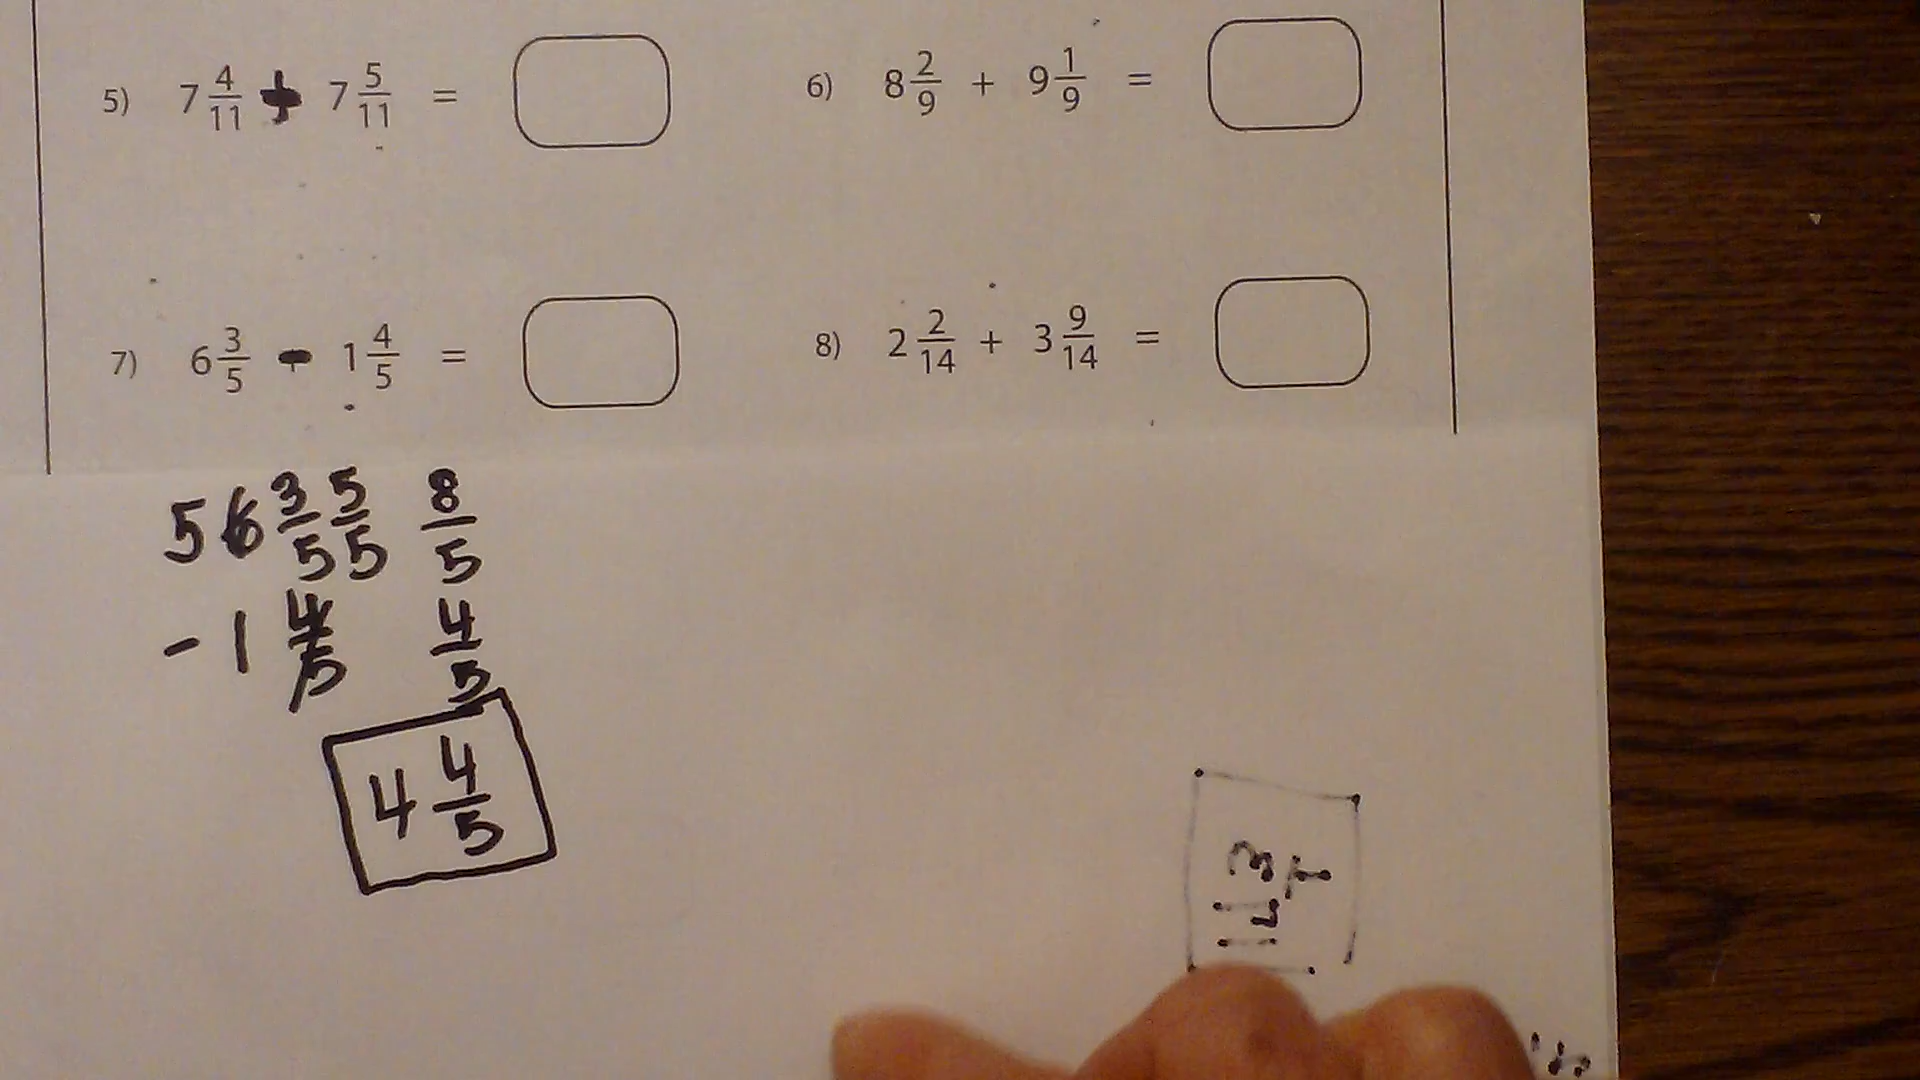 5) 7 4/11 + 7 5/11 =
6) 8 2/9 + 9 1/9 =
7) 6 3/5 - 1 4/5 =
8) 2 2/14 + 3 9/14 =
5 6 3/5 5/5 8/5
- 1 4/5 4/5
4 4/5